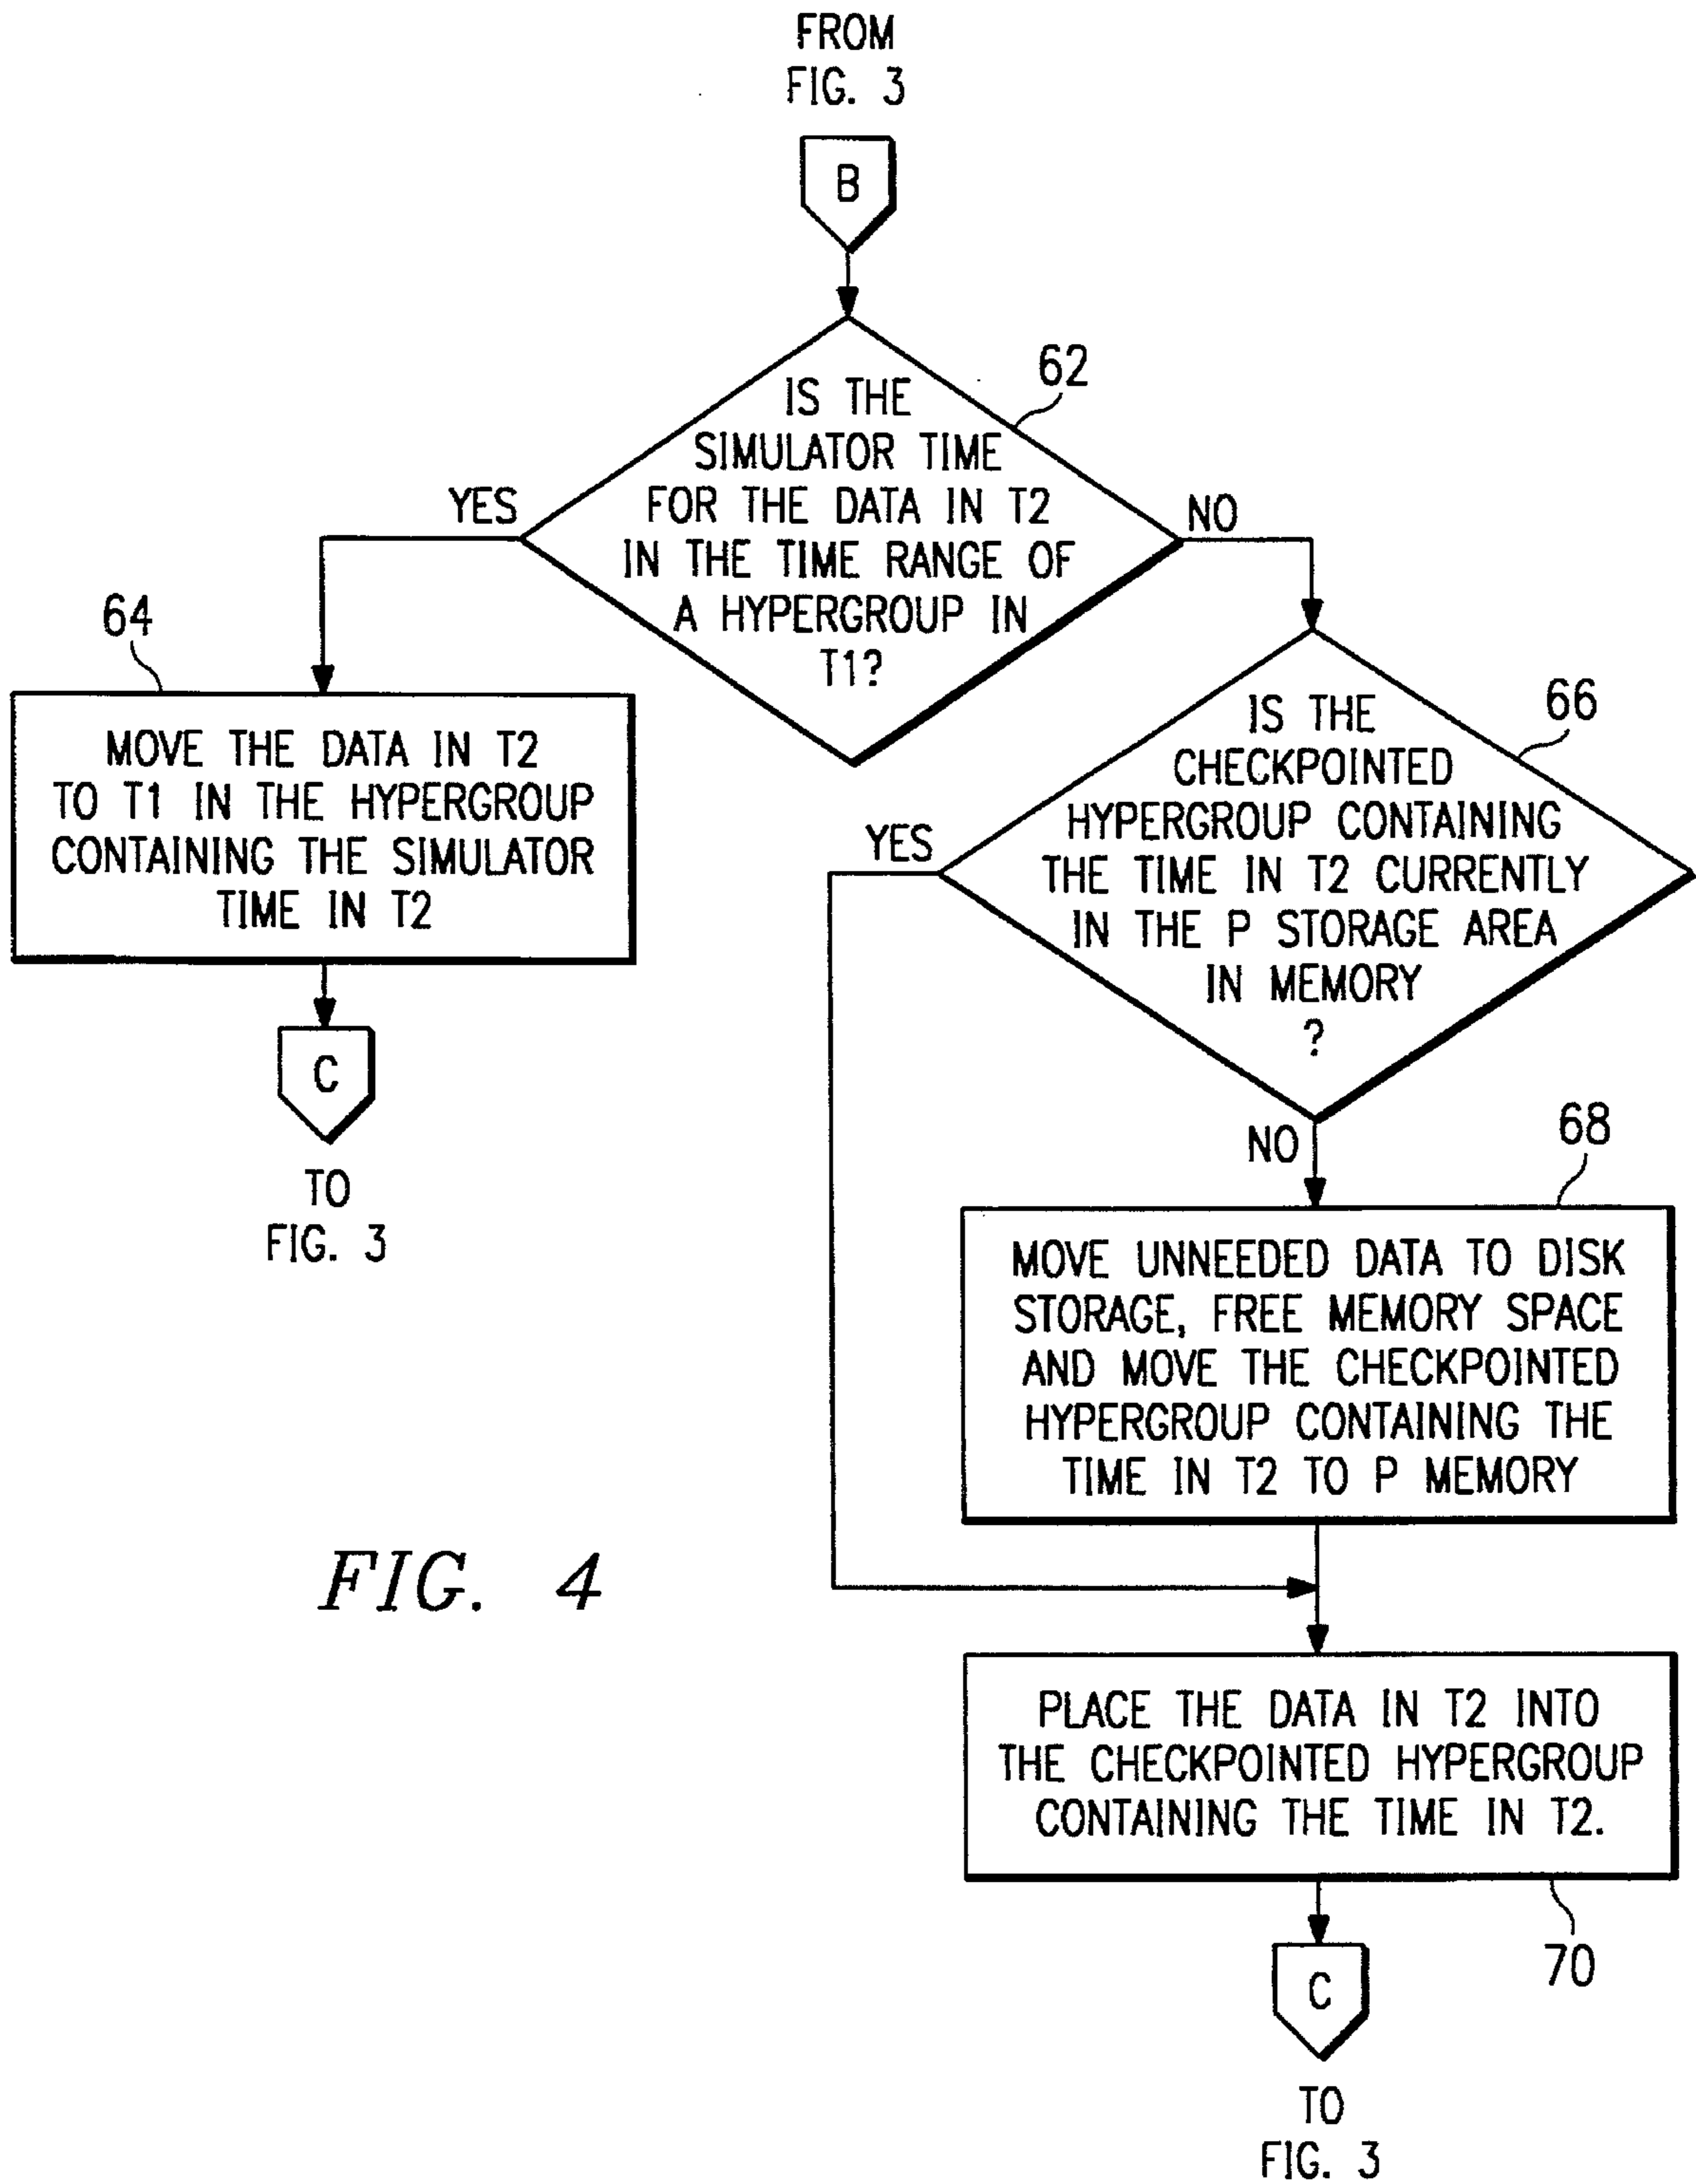 FROM
FIG. 3
B
62
IS THE
SIMULATOR TIME
FOR THE DATA IN T2
IN THE TIME RANGE OF
A HYPERGROUP IN
T1?
YES
NO
64
MOVE THE DATA IN T2
TO T1 IN THE HYPERGROUP
CONTAINING THE SIMULATOR
TIME IN T2
C
TO
FIG. 3
66
IS THE
CHECKPOINTED
HYPERGROUP CONTAINING
THE TIME IN T2 CURRENTLY
IN THE P STORAGE AREA
IN MEMORY
?
YES
NO
68
MOVE UNNEEDED DATA TO DISK
STORAGE, FREE MEMORY SPACE
AND MOVE THE CHECKPOINTED
HYPERGROUP CONTAINING THE
TIME IN T2 TO P MEMORY
FIG. 4
PLACE THE DATA IN T2 INTO
THE CHECKPOINTED HYPERGROUP
CONTAINING THE TIME IN T2.
70
C
TO
FIG. 3